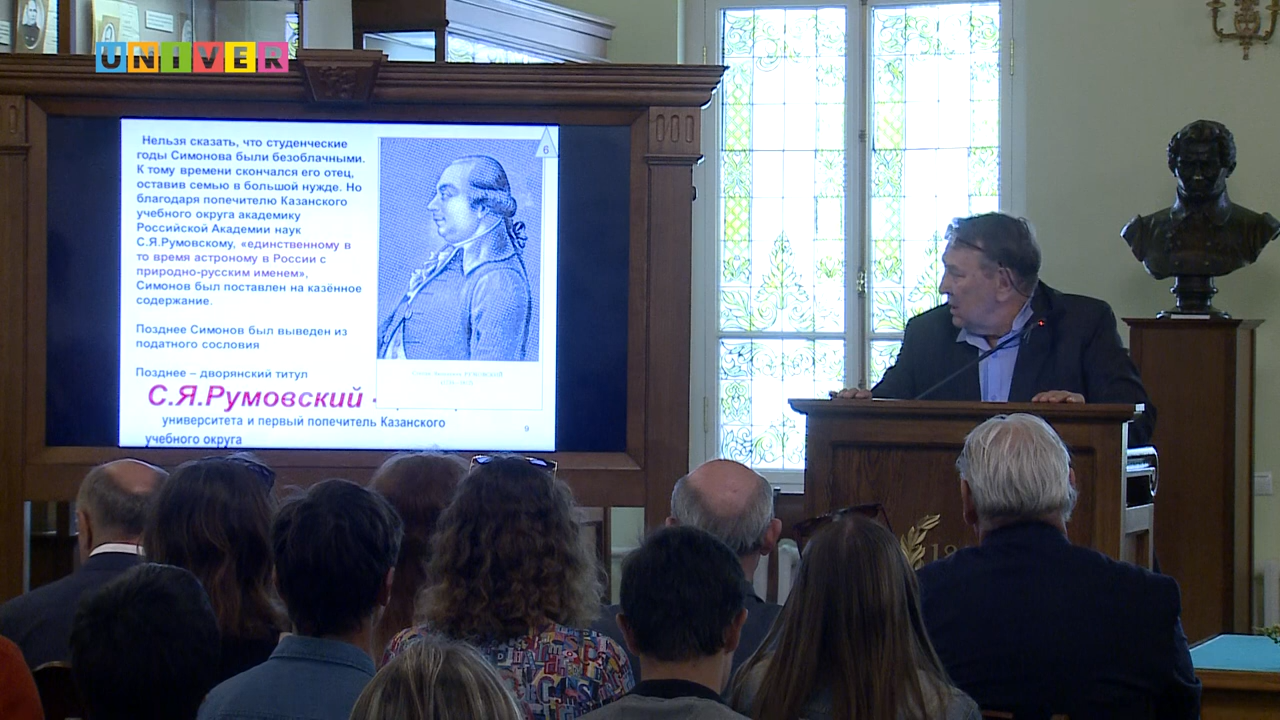 UNIVER
Нельзя сказать, что студенческие
годы Симонова были безоблачными.
К тому времени скончался его отец,
оставив семью в большой нужде. Но
благодаря попечителю Казанского
учебного округа академику
Российской Академии наук
С.Я.Румовскому, «единственному в
то время астроному в России с
природно-русским именем»,
Симонов был поставлен на казённое
содержание.
Позднее Симонов был выведен из
податного сословия
Позднее – дворянский титул
С.Я.Румовский -
университета и первый попечитель Казанского
учебного округа
6
9
18